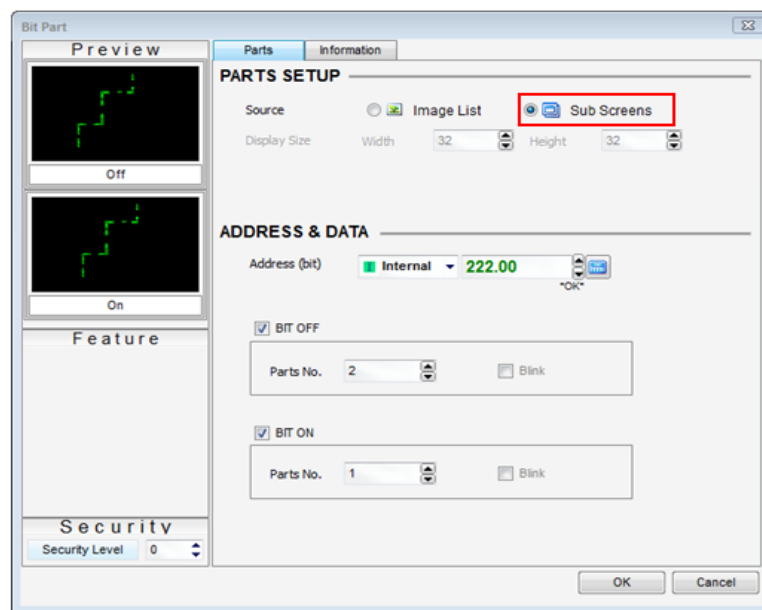 Bit Part
Preview
Off
On
Feature
Security
Security Level 0
Parts Information
PARTS SETUP
Source Image List Sub Screens
Display Size Width 32 Height 32
ADDRESS & DATA
Address (bit) Internal 222.00
"OK"
BIT OFF
Parts No. 2 Blink
BIT ON
Parts No. 1 Blink
OK Cancel